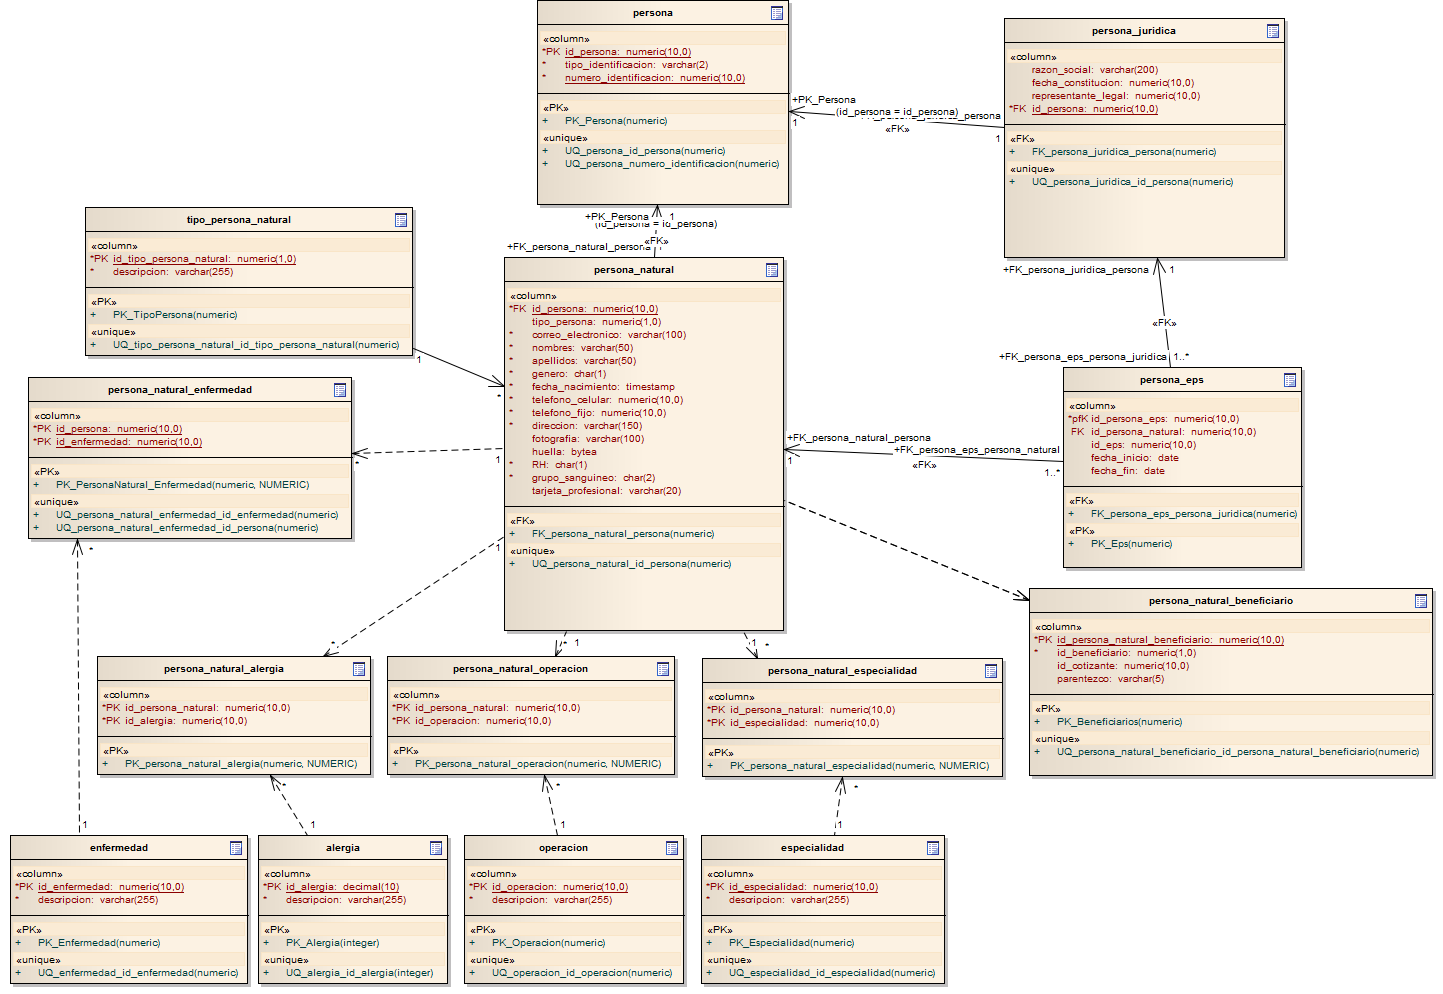 persona
«column»
*PK id_persona: numeric(10,0)
* tipo_identificacion: varchar(2)
* numero_identificacion: numeric(10,0)
«PK»
+ PK_Persona(numeric)
«unique»
+ UQ_persona_id_persona(numeric)
+ UQ_persona_numero_identificacion(numeric)
persona_juridica
«column»
razon_social: varchar(200)
fecha_constitucion: numeric(10,0)
representante_legal: numeric(10,0)
*FK id_persona: numeric(10,0)
«FK»
+ FK_persona_juridica_persona(numeric)
«unique»
+ UQ_persona_juridica_id_persona(numeric)
+PK_Persona
(id_persona = id_persona)
1
«FK»
1
+PK_Persona 1
(id_persona = id_persona)
«FK»
+FK_persona_natural_persona
tipo_persona_natural
«column»
*PK id_tipo_persona_natural: numeric(1,0)
* descripcion: varchar(255)
«PK»
+ PK_TipoPersona(numeric)
«unique»
+ UQ_tipo_persona_natural_id_tipo_persona_natural(numeric)
1
*
persona_natural
«column»
*FK id_persona: numeric(10,0)
tipo_persona: numeric(1,0)
* correo_electronico: varchar(100)
* nombres: varchar(50)
* apellidos: varchar(50)
* genero: char(1)
* fecha_nacimiento: timestamp
* telefono_celular: numeric(10,0)
* telefono_fijo: numeric(10,0)
* direccion: varchar(150)
fotografia: varchar(100)
huella: bytea
* RH: char(1)
* grupo_sanguineo: char(2)
tarjeta_profesional: varchar(20)
«FK»
+ FK_persona_natural_persona(numeric)
«unique»
+ UQ_persona_natural_id_persona(numeric)
+FK_persona_juridica_persona 1
«FK»
+FK_persona_eps_persona_juridica 1..*
persona_eps
«column»
*pfK id_persona_eps: numeric(10,0)
FK id_persona_natural: numeric(10,0)
id_eps: numeric(10,0)
fecha_inicio: date
fecha_fin: date
«FK»
+ FK_persona_eps_persona_juridica(numeric)
«PK»
+ PK_Eps(numeric)
+FK_persona_natural_persona
+FK_persona_eps_persona_natural
1
«FK»
1..*
persona_natural_enfermedad
«column»
*PK id_persona: numeric(10,0)
*PK id_enfermedad: numeric(10,0)
«PK»
+ PK_PersonaNatural_Enfermedad(numeric, NUMERIC)
«unique»
+ UQ_persona_natural_enfermedad_id_enfermedad(numeric)
+ UQ_persona_natural_enfermedad_id_persona(numeric)
1
*
*
1
1
*
* 1
1 *
persona_natural_beneficiario
«column»
*PK id_persona_natural_beneficiario: numeric(10,0)
* id_beneficiario: numeric(1,0)
id_cotizante: numeric(10,0)
parentezco: varchar(5)
«PK»
+ PK_Beneficiarios(numeric)
«unique»
+ UQ_persona_natural_beneficiario_id_persona_natural_beneficiario(numeric)
persona_natural_alergia
«column»
*PK id_persona_natural: numeric(10,0)
*PK id_alergia: numeric(10,0)
«PK»
+ PK_persona_natural_alergia(numeric, NUMERIC)
persona_natural_operacion
«column»
*PK id_persona_natural: numeric(10,0)
*PK id_operacion: numeric(10,0)
«PK»
+ PK_persona_natural_operacion(numeric, NUMERIC)
persona_natural_especialidad
«column»
*PK id_persona_natural: numeric(10,0)
*PK id_especialidad: numeric(10,0)
«PK»
+ PK_persona_natural_especialidad(numeric, NUMERIC)
*
1
*
1
*
1
enfermedad
«column»
*PK id_enfermedad: numeric(10,0)
* descripcion: varchar(255)
«PK»
+ PK_Enfermedad(numeric)
«unique»
+ UQ_enfermedad_id_enfermedad(numeric)
alergia
«column»
*PK id_alergia: decimal(10)
* descripcion: varchar(255)
«PK»
+ PK_Alergia(integer)
«unique»
+ UQ_alergia_id_alergia(integer)
operacion
«column»
*PK id_operacion: numeric(10,0)
* descripcion: varchar(255)
«PK»
+ PK_Operacion(numeric)
«unique»
+ UQ_operacion_id_operacion(numeric)
especialidad
«column»
*PK id_especialidad: numeric(10,0)
* descripcion: varchar(255)
«PK»
+ PK_Especialidad(numeric)
«unique»
+ UQ_especialidad_id_especialidad(numeric)